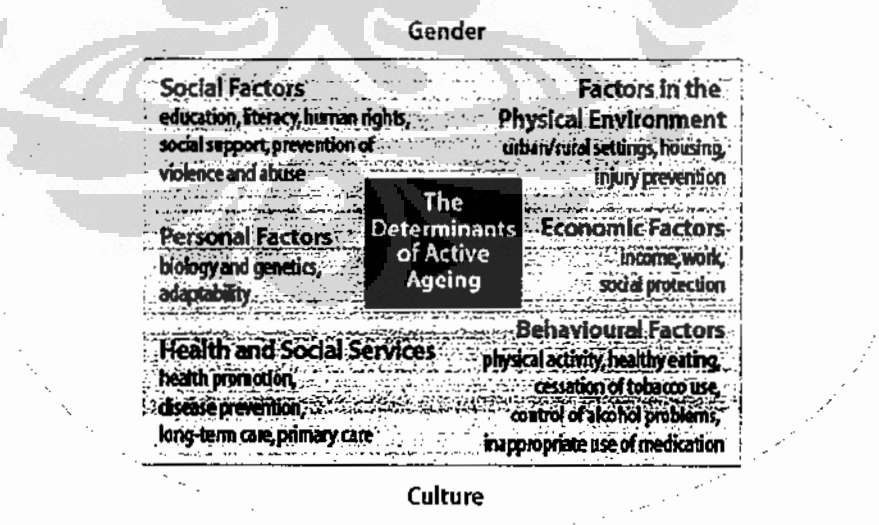 Gender
Social Factors
education, literacy, human rights,
social support, prevention of
violence and abuse
Factors in the
Physical Environment
urban/rural settings, housing,
injury prevention
The
Determinants
of Active
Ageing
Personal Factors
biology and genetics,
adaptability
Economic Factors
income, work,
social protection
Health and Social Services
health promotion,
disease prevention,
long-term care, primary care
Behavioural Factors
physical activity, healthy eating,
cessation of tobacco use,
control of alcohol problems,
inappropriate use of medication
Culture